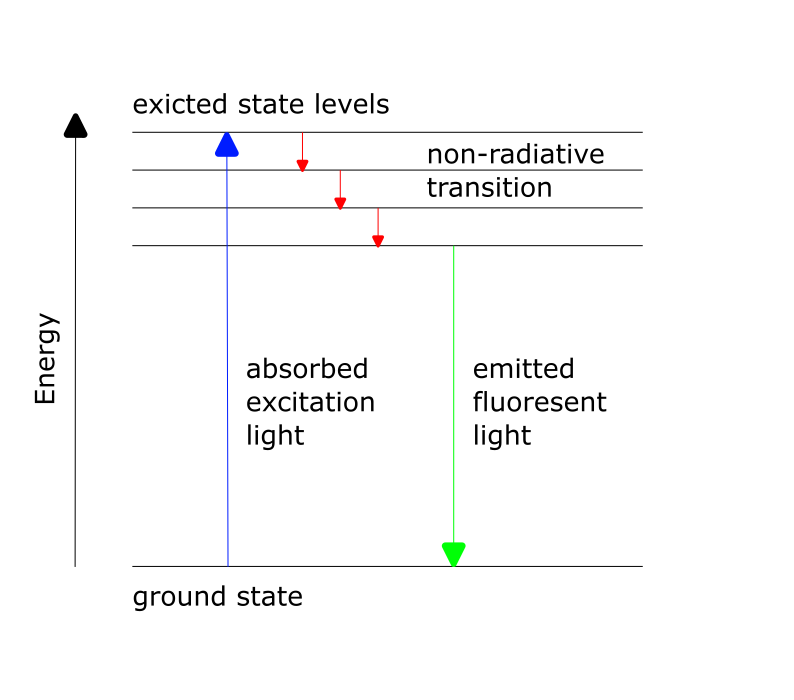 exicted state levels
non-radiative
transition
Energy
absorbed
excitation
light
emitted
fluoresent
light
ground state